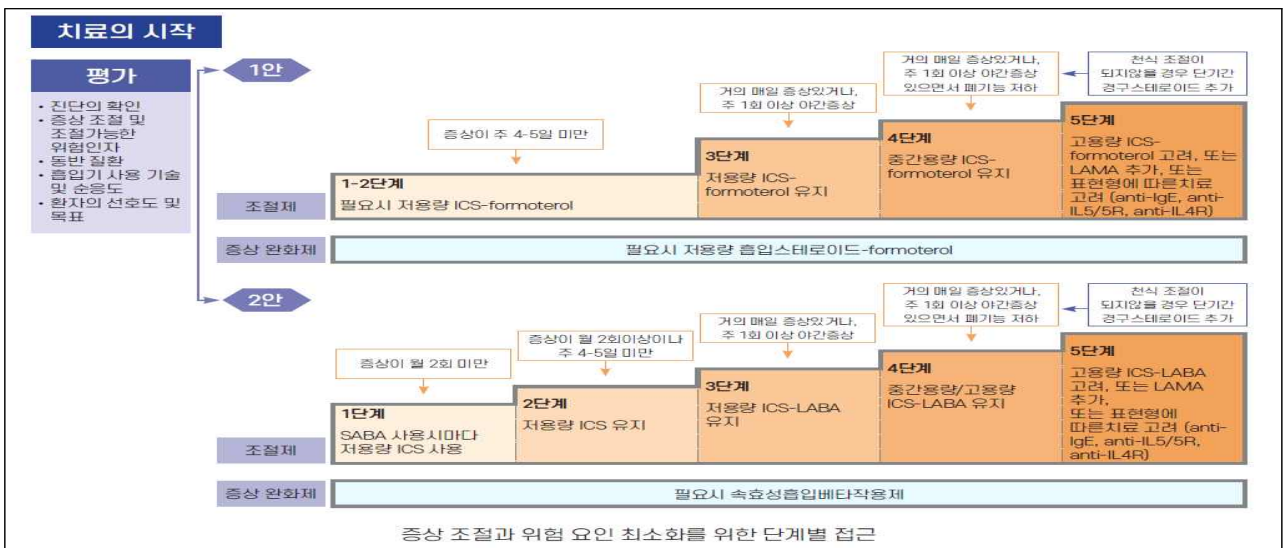 치료의 시작
평가
• 진단의 확인
• 증상 조절 및
조절가능한
위험인자
• 동반 질환
• 흡입기 사용 기술
및 순응도
• 환자의 선호도 및
목표
1안
증상이 주 4-5일 미만
거의 매일 증상있거나,
주 1회 이상 야간증상
거의 매일 증상있거나,
주 1회 이상 야간증상
있으면서 폐기능 저하
천식 조절이
되지않을 경우 단기간
경구스테로이드 추가
조절제
1-2단계
필요시 저용량 ICS-formoterol
3단계
저용량 ICS-
formoterol 유지
4단계
중간용량 ICS-
formoterol 유지
5단계
고용량 ICS-
formoterol 고려, 또는
LAMA 추가, 또는
표현형에 따른치료
고려 (anti-IgE, anti-
IL5/5R, anti-IL4R)
증상 완화제
필요시 저용량 흡입스테로이드-formoterol
2안
증상이 월 2회 미만
증상이 월 2회이상이나
주 4-5일 미만
거의 매일 증상있거나,
주 1회 이상 야간증상
거의 매일 증상있거나,
주 1회 이상 야간증상
있으면서 폐기능 저하
천식 조절이
되지않을 경우 단기간
경구스테로이드 추가
조절제
1단계
SABA 사용시마다
저용량 ICS 사용
2단계
저용량 ICS 유지
3단계
저용량 ICS-LABA
유지
4단계
중간용량/고용량
ICS-LABA 유지
5단계
고용량 ICS-LABA
고려, 또는 LAMA
추가,
또는 표현형에
따른치료 고려 (anti-
IgE, anti-IL5/5R,
anti-IL4R)
증상 완화제
필요시 속효성흡입베타작용제
증상 조절과 위험 요인 최소화를 위한 단계별 접근